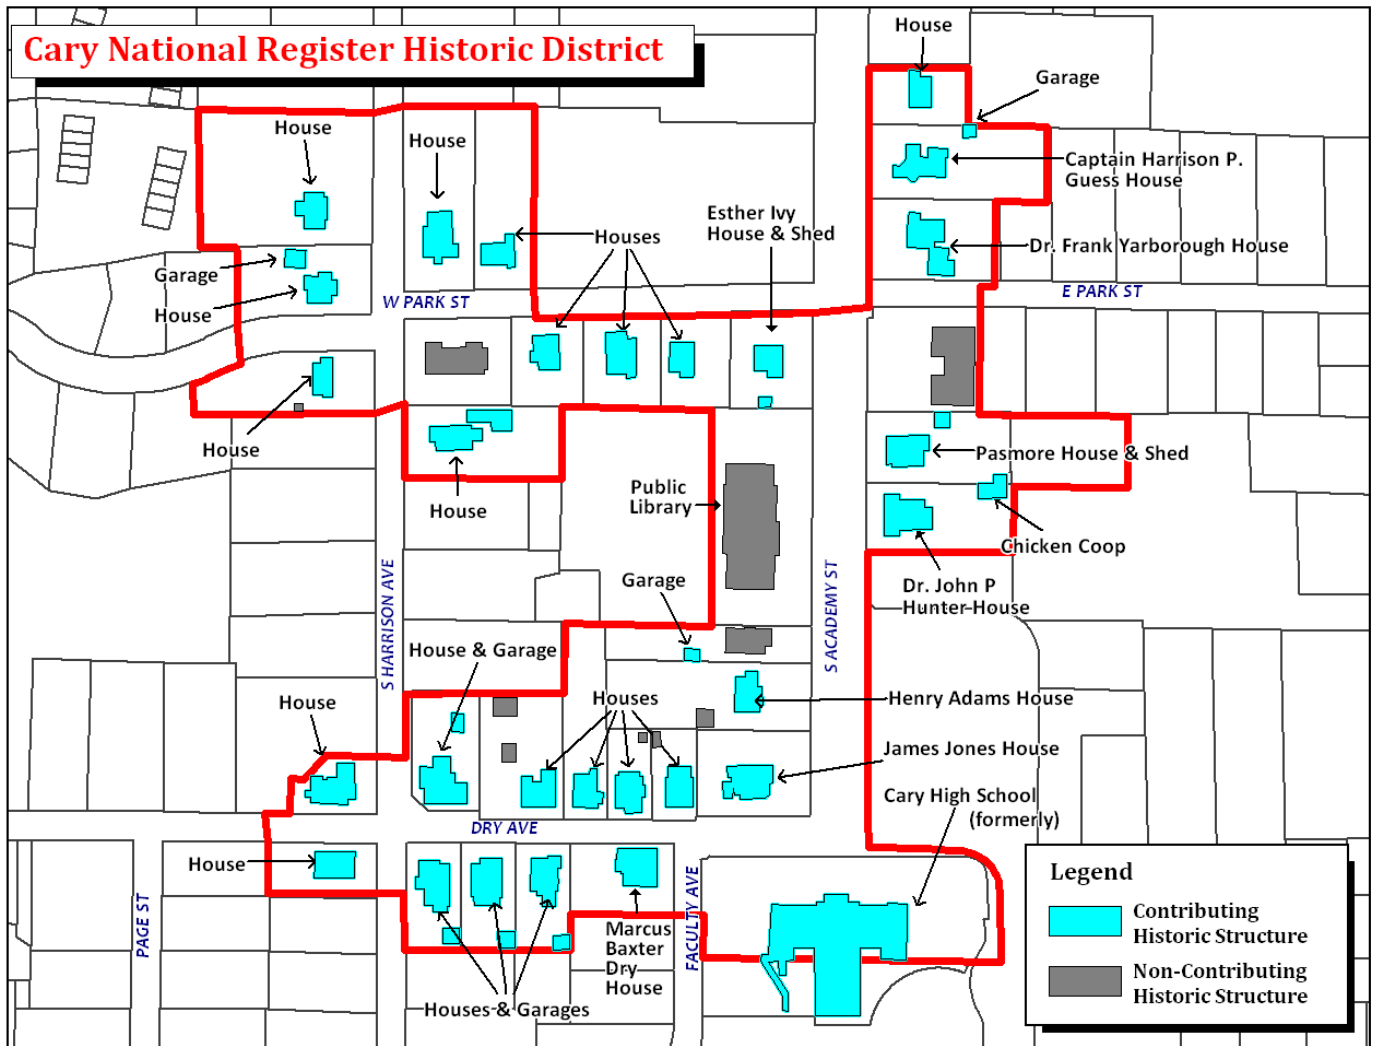 Cary National Register Historic District
House
Garage
House
House
Captain Harrison P.
Guess House
Esther Ivy
House & Shed
Houses
Dr. Frank Yarborough House
Garage
House
W PARK ST
E PARK ST
House
Pasmore House & Shed
Public
Library
House
Chicken Coop
Garage
Dr. John P
Hunter House
S HARRISON AVE
S ACADEMY ST
House & Garage
House
Houses
Henry Adams House
James Jones House
Cary High School
(formerly)
DRY AVE
House
Legend
Contributing
Historic Structure
Non-Contributing
Historic Structure
PAGE ST
FACULTY AVE
Marcus
Baxter
Dry
House
Houses & Garages